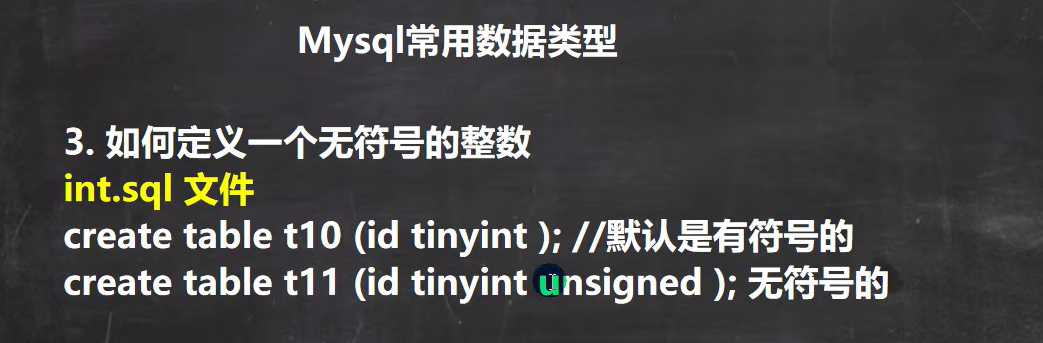 Mysql常用数据类型
3. 如何定义一个无符号的整数
int.sql 文件
create table t10 (id tinyint ); //默认是有符号的
create table t11 (id tinyint unsigned ); 无符号的